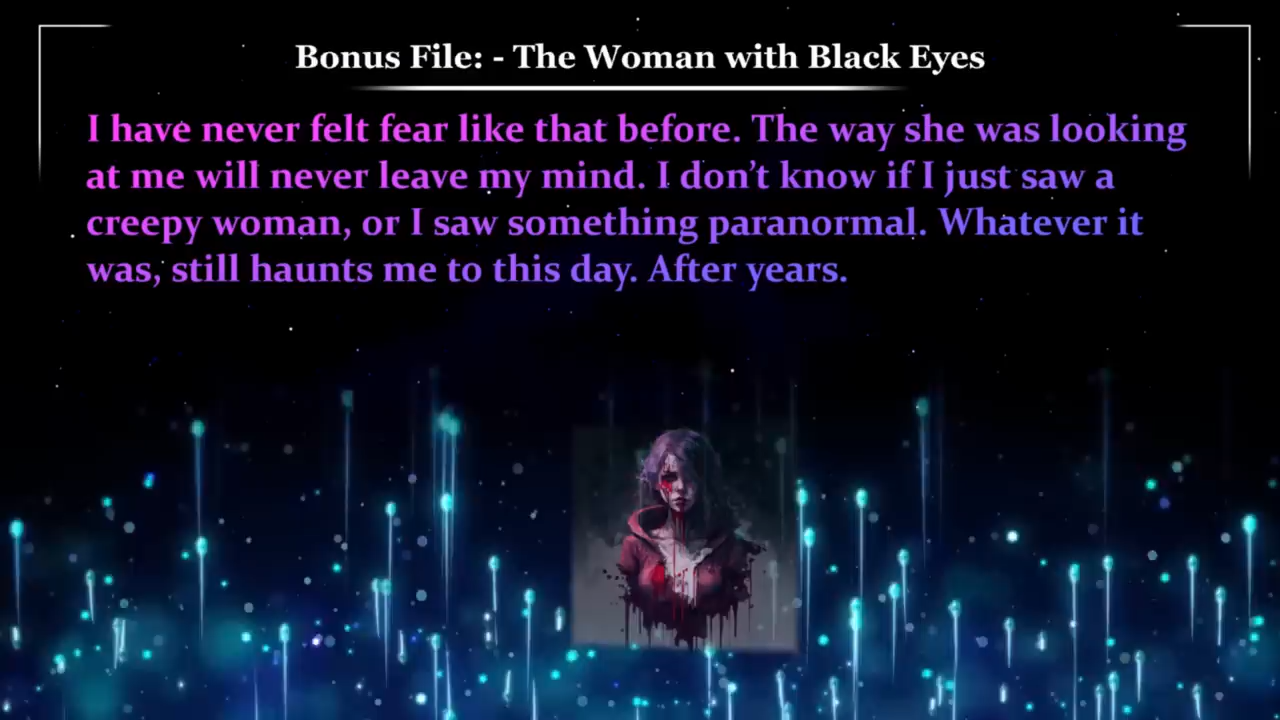 Bonus File: - The Woman with Black Eyes
I have never felt fear like that before. The way she was looking
at me will never leave my mind. I don’t know if I just saw a
creepy woman, or I saw something paranormal. Whatever it
was, still haunts me to this day. After years.